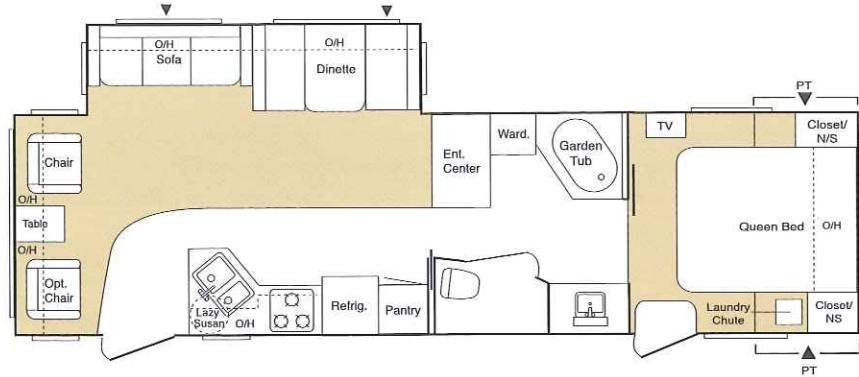 O/H
Sofa
O/H
Dinette
PT
TV
Closet/
N/S
Chair
Ent.
Center
Ward.
Garden
Tub
O/H
Table
O/H
Queen Bed
O/H
Opt.
Chair
Lazy
Susan
O/H
Refrig.
Pantry
Laundry
Chute
Closet/
NS
PT